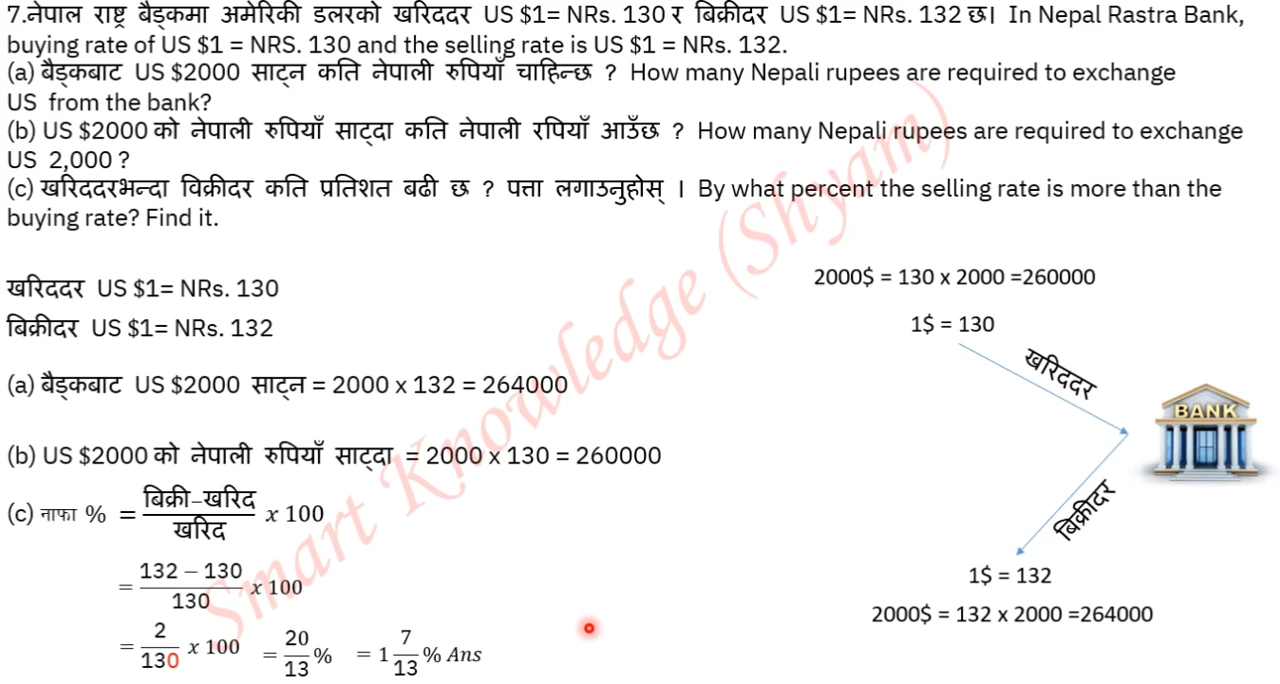 7.नेपाल राष्ट्र बैङ्कमा अमेरिकी डलरको खरिददर US $1= NRs. 130 र बिक्रीदर US $1= NRs. 132 छ। In Nepal Rastra Bank,
buying rate of US $1 = NRS. 130 and the selling rate is US $1 = NRs. 132.
(a) बैङ्कबाट US $2000 साट्न कति नेपाली रुपियाँ चाहिन्छ ? How many Nepali rupees are required to exchange
US from the bank?
(b) US $2000 को नेपाली रुपियाँ साट्दा कति नेपाली रपियाँ आउँछ ? How many Nepali rupees are required to exchange
US 2,000 ?
(c) खरिददरभन्दा विक्रीदर कति प्रतिशत बढी छ ? पत्ता लगाउनुहोस् । By what percent the selling rate is more than the
buying rate? Find it.
खरिददर US $1= NRs. 130
बिक्रीदर US $1= NRs. 132
(a) बैङ्कबाट US $2000 साट्न = 2000 x 132 = 264000
(b) US $2000 को नेपाली रुपियाँ साट्दा = 2000 x 130 = 260000
(c) नाफा % = बिक्री−खरिद / खरिद x 100
= 132 − 130 / 130 x 100
= 2 / 130 x 100 = 20 / 13 % = 1 7 / 13 % Ans
2000$ = 130 x 2000 =260000
1$ = 130
खरिददर
BANK
बिक्रीदर
1$ = 132
2000$ = 132 x 2000 =264000
Smart Knowledge (Shyam)